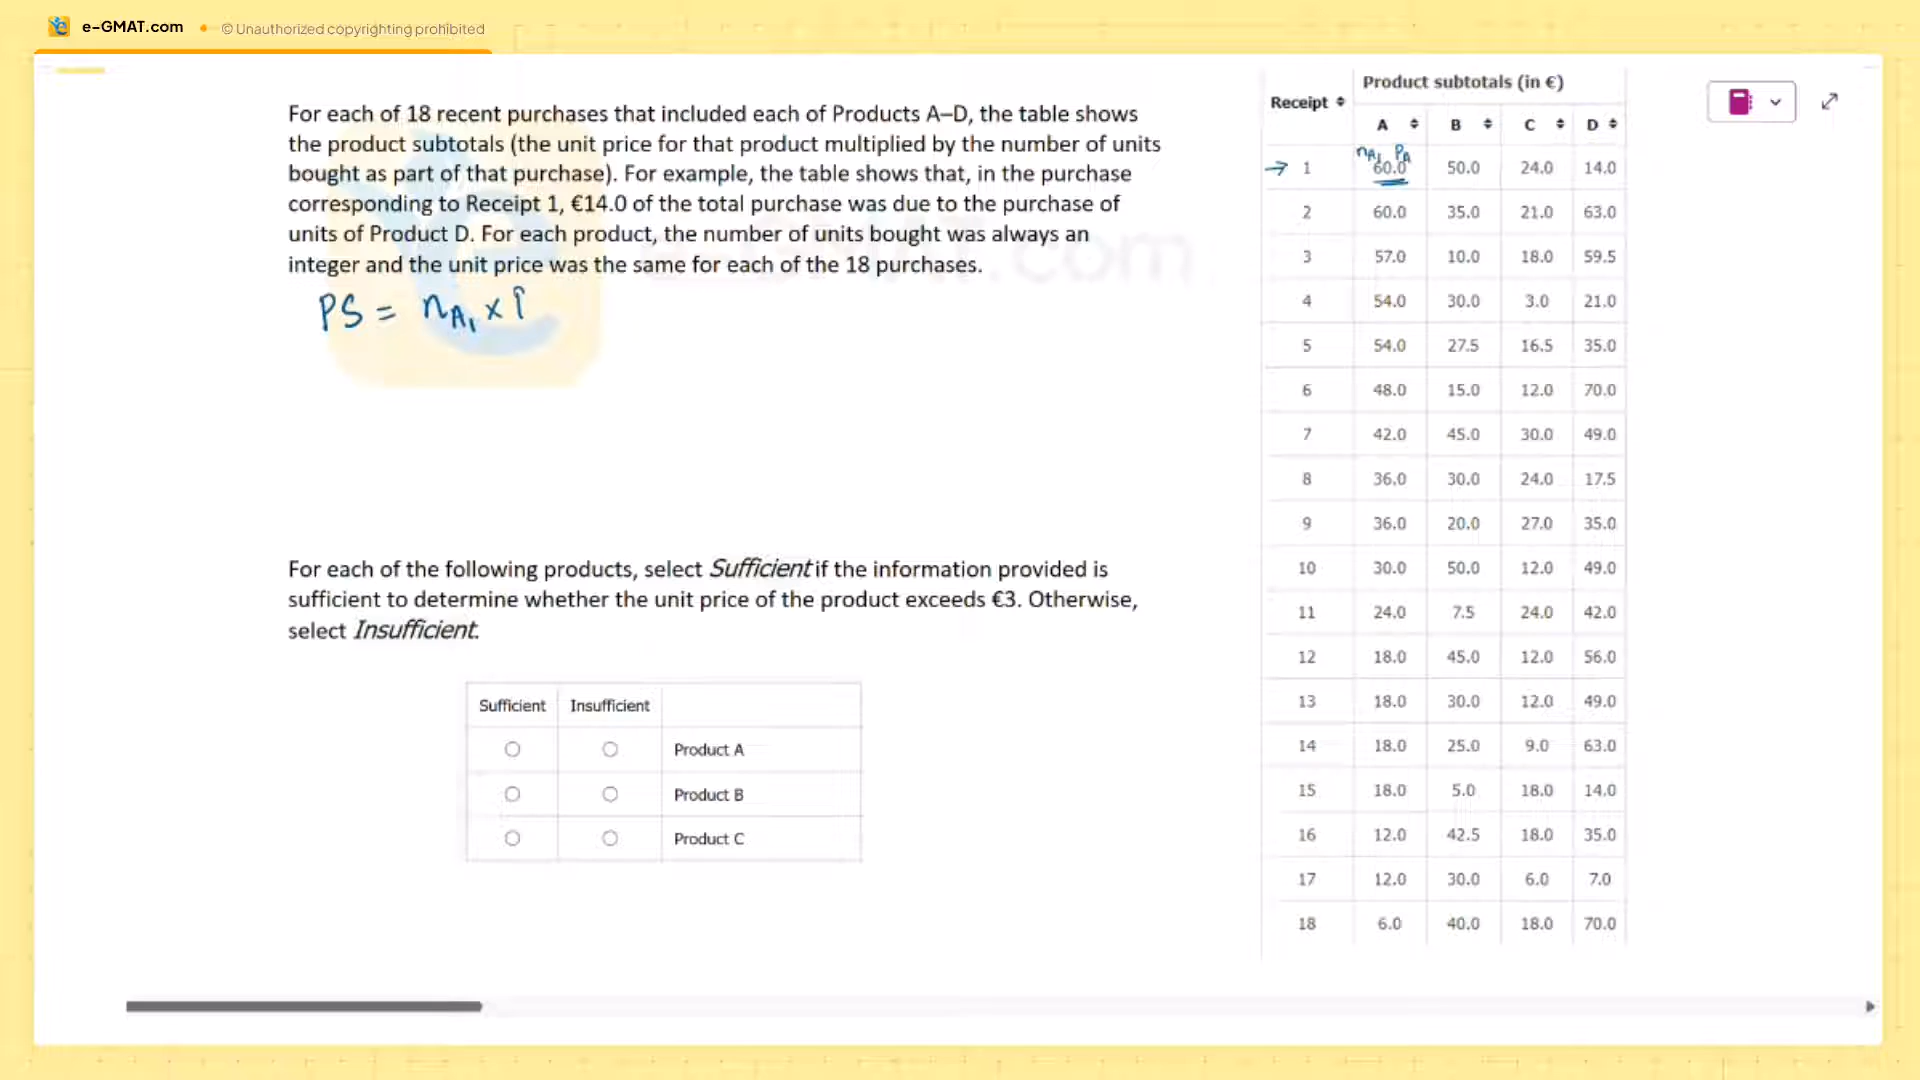 e-GMAT.com • © Unauthorized copyrighting prohibited
For each of 18 recent purchases that included each of Products A–D, the table shows
the product subtotals (the unit price for that product multiplied by the number of units
bought as part of that purchase). For example, the table shows that, in the purchase
corresponding to Receipt 1, €14.0 of the total purchase was due to the purchase of
units of Product D. For each product, the number of units bought was always an
integer and the unit price was the same for each of the 18 purchases.
PS = nA1 ×
For each of the following products, select Sufficient if the information provided is
sufficient to determine whether the unit price of the product exceeds €3. Otherwise,
select Insufficient.
Sufficient Insufficient
Product A
Product B
Product C
Product subtotals (in €)
Receipt
A B C D
nA1 PA
→ 1 60.0 50.0 24.0 14.0
2 60.0 35.0 21.0 63.0
3 57.0 10.0 18.0 59.5
4 54.0 30.0 3.0 21.0
5 54.0 27.5 16.5 35.0
6 48.0 15.0 12.0 70.0
7 42.0 45.0 30.0 49.0
8 36.0 30.0 24.0 17.5
9 36.0 20.0 27.0 35.0
10 30.0 50.0 12.0 49.0
11 24.0 7.5 24.0 42.0
12 18.0 45.0 12.0 56.0
13 18.0 30.0 12.0 49.0
14 18.0 25.0 9.0 63.0
15 18.0 5.0 18.0 14.0
16 12.0 42.5 18.0 35.0
17 12.0 30.0 6.0 7.0
18 6.0 40.0 18.0 70.0